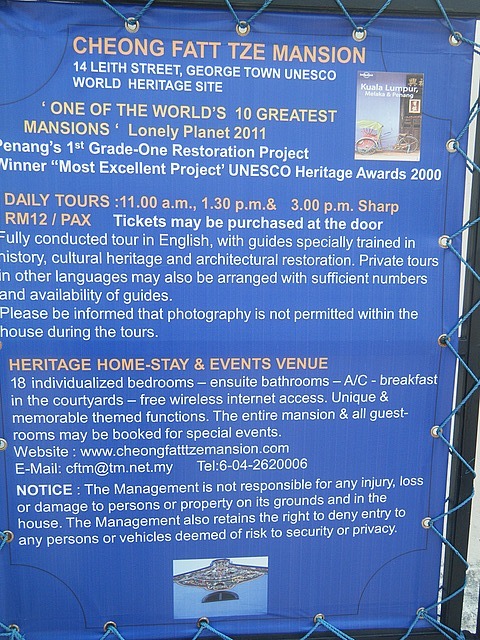 CHEONG FATT TZE MANSION
14 LEITH STREET, GEORGE TOWN UNESCO
WORLD HERITAGE SITE
Kuala Lumpur,
Melaka & Penang
' ONE OF THE WORLD'S 10 GREATEST
MANSIONS ' Lonely Planet 2011
Penang's 1st Grade-One Restoration Project
Winner "Most Excellent Project' UNESCO Heritage Awards 2000
DAILY TOURS :11.00 a.m., 1.30 p.m.& 3.00 p.m. Sharp
RM12 / PAX Tickets may be purchased at the door
Fully conducted tour in English, with guides specially trained in
history, cultural heritage and architectural restoration. Private tours
in other languages may also be arranged with sufficient numbers
and availability of guides.
Please be informed that photography is not permitted within the
house during the tours.
HERITAGE HOME-STAY & EVENTS VENUE
18 individualized bedrooms – ensuite bathrooms – A/C - breakfast
in the courtyards – free wireless internet access. Unique &
memorable themed functions. The entire mansion & all guest-
rooms may be booked for special events.
Website : www.cheongfatttzemansion.com
E-Mail: cftm@tm.net.my Tel:6-04-2620006
NOTICE : The Management is not responsible for any injury, loss
or damage to persons or property on its grounds and in the
house. The Management also retains the right to deny entry to
any persons or vehicles deemed of risk to security or privacy.